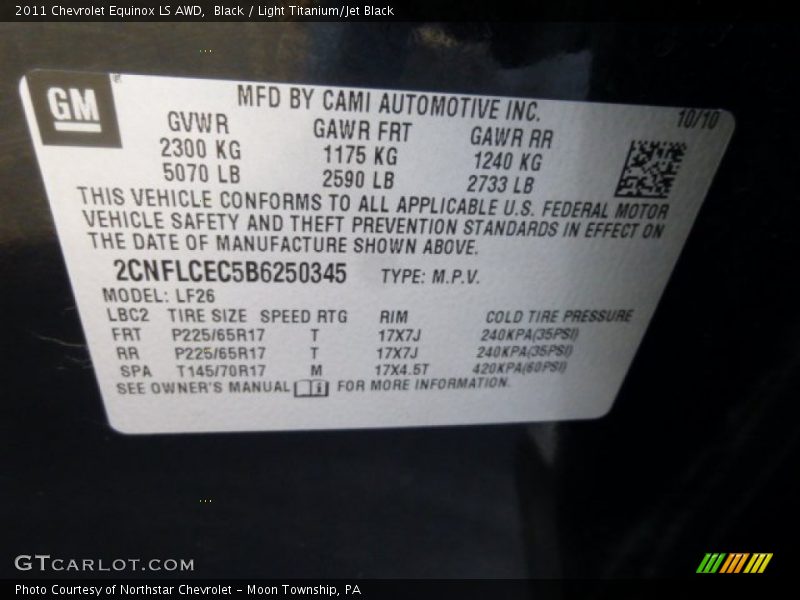 2011 Chevrolet Equinox LS AWD, Black / Light Titanium/Jet Black
GM
MFD BY CAMI AUTOMOTIVE INC.
10/10
GVWR GAWR FRT GAWR RR
2300 KG 1175 KG 1240 KG
5070 LB 2590 LB 2733 LB
THIS VEHICLE CONFORMS TO ALL APPLICABLE U.S. FEDERAL MOTOR
VEHICLE SAFETY AND THEFT PREVENTION STANDARDS IN EFFECT ON
THE DATE OF MANUFACTURE SHOWN ABOVE.
2CNFLCEC5B6250345 TYPE: M.P.V.
MODEL: LF26
LBC2 TIRE SIZE SPEED RTG RIM COLD TIRE PRESSURE
FRT P225/65R17 T 17X7J 240KPA(35PSI)
RR P225/65R17 T 17X7J 240KPA(35PSI)
SPA T145/70R17 M 17X4.5T 420KPA(60PSI)
SEE OWNER'S MANUAL FOR MORE INFORMATION.
GTCARLOT.COM
Photo Courtesy of Northstar Chevrolet - Moon Township, PA